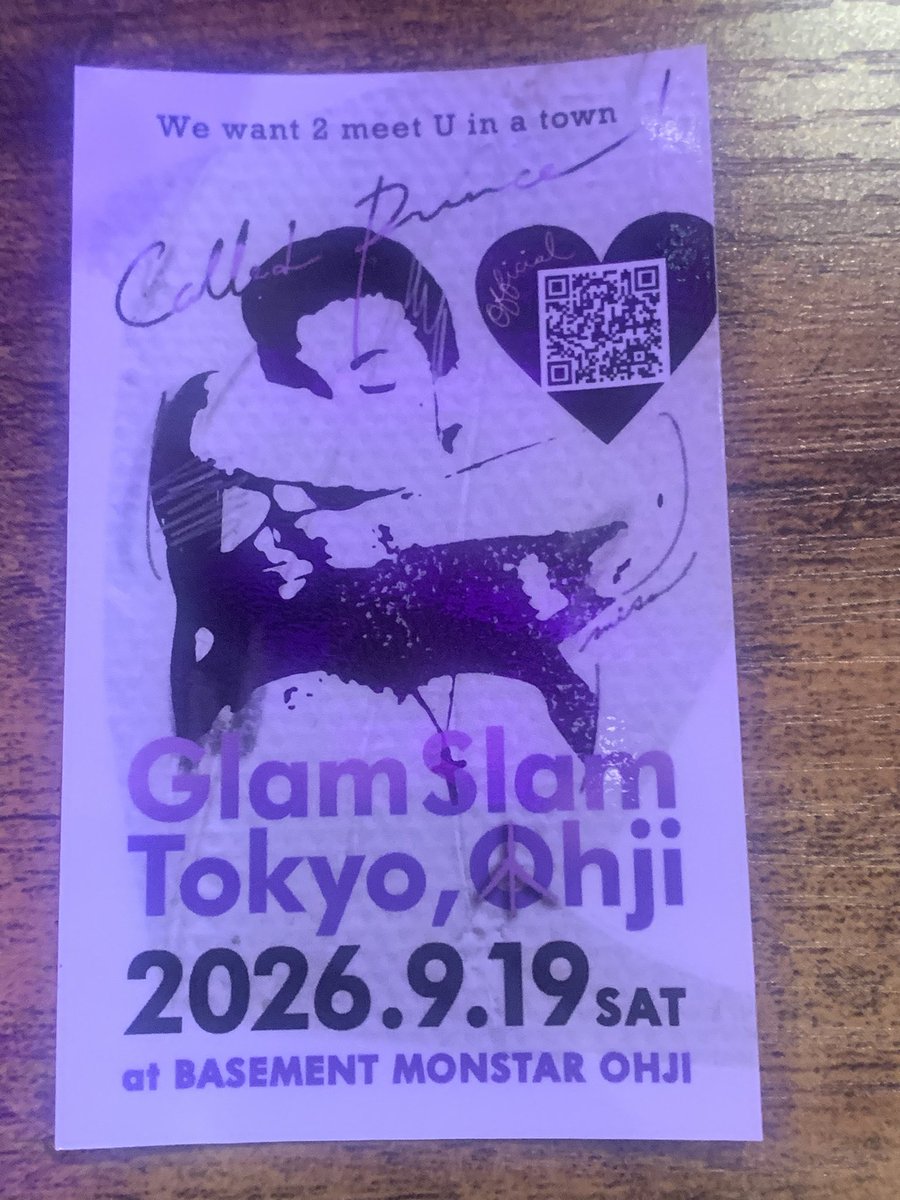 We want 2 meet U in a town
Called Prince
Official
misa
Glam Slam
Tokyo, Ohji
2026.9.19 SAT
at BASEMENT MONSTAR OHJI